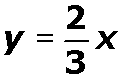 y = 2/3 x